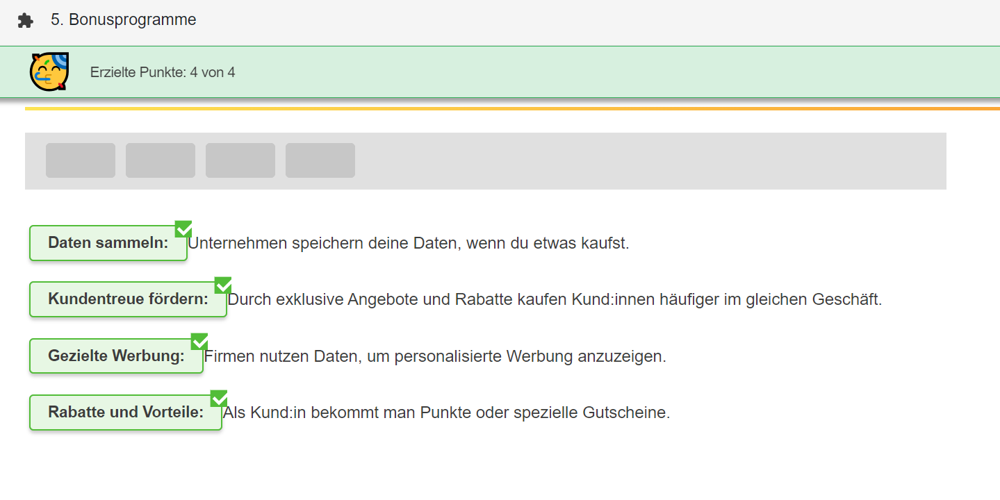 5. Bonusprogramme
Erzielte Punkte: 4 von 4
Daten sammeln: Unternehmen speichern deine Daten, wenn du etwas kaufst.
Kundentreue fördern: Durch exklusive Angebote und Rabatte kaufen Kund:innen häufiger im gleichen Geschäft.
Gezielte Werbung: Firmen nutzen Daten, um personalisierte Werbung anzuzeigen.
Rabatte und Vorteile: Als Kund:in bekommt man Punkte oder spezielle Gutscheine.